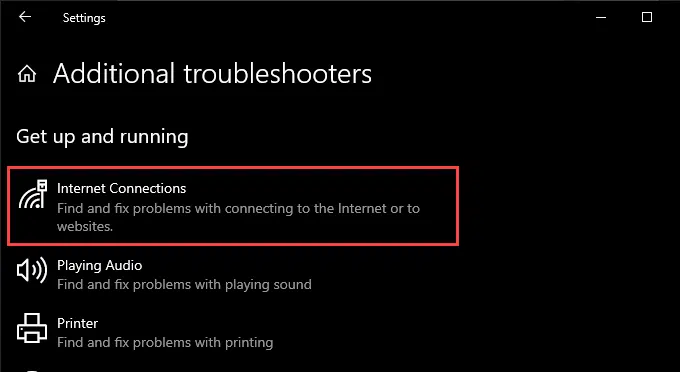 Settings
Additional troubleshooters
Get up and running
Internet Connections
Find and fix problems with connecting to the Internet or to
websites.
Playing Audio
Find and fix problems with playing sound
Printer
Find and fix problems with printing